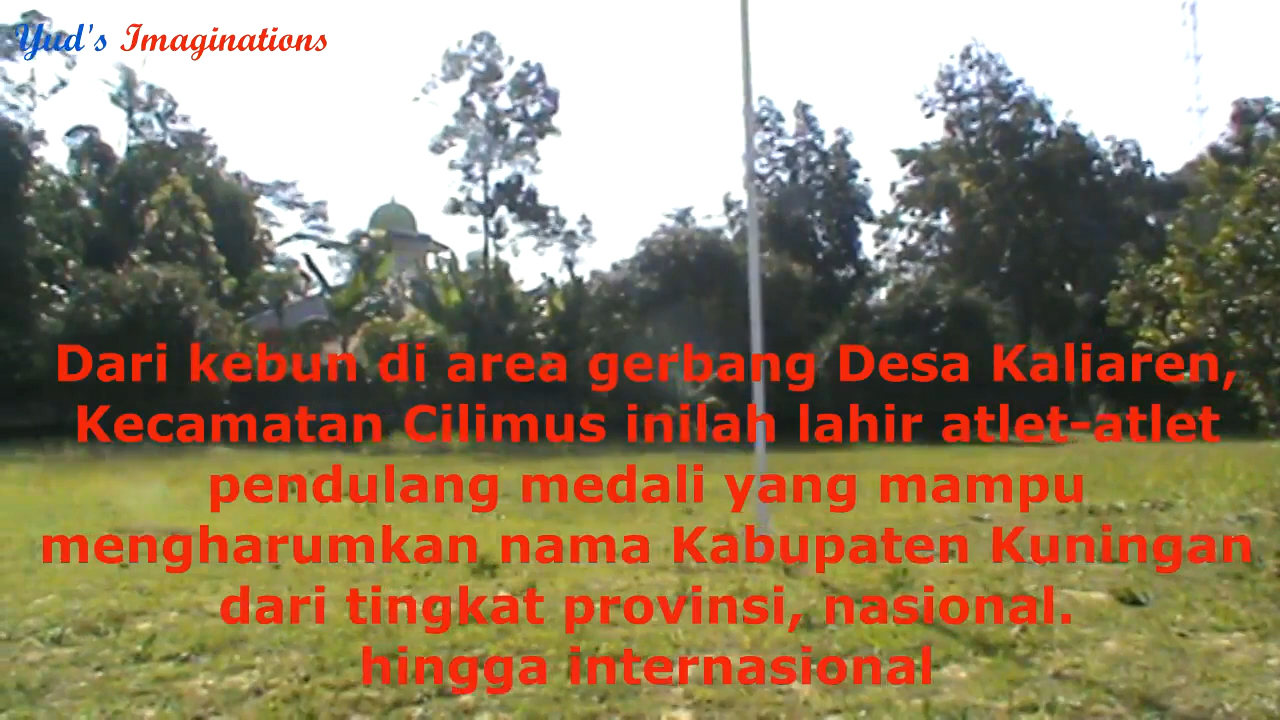 Yud's Imaginations
Dari kebun di area gerbang Desa Kaliaren,
Kecamatan Cilimus inilah lahir atlet-atlet
pendulang medali yang mampu
mengharumkan nama Kabupaten Kuningan
dari tingkat provinsi, nasional.
hingga internasional